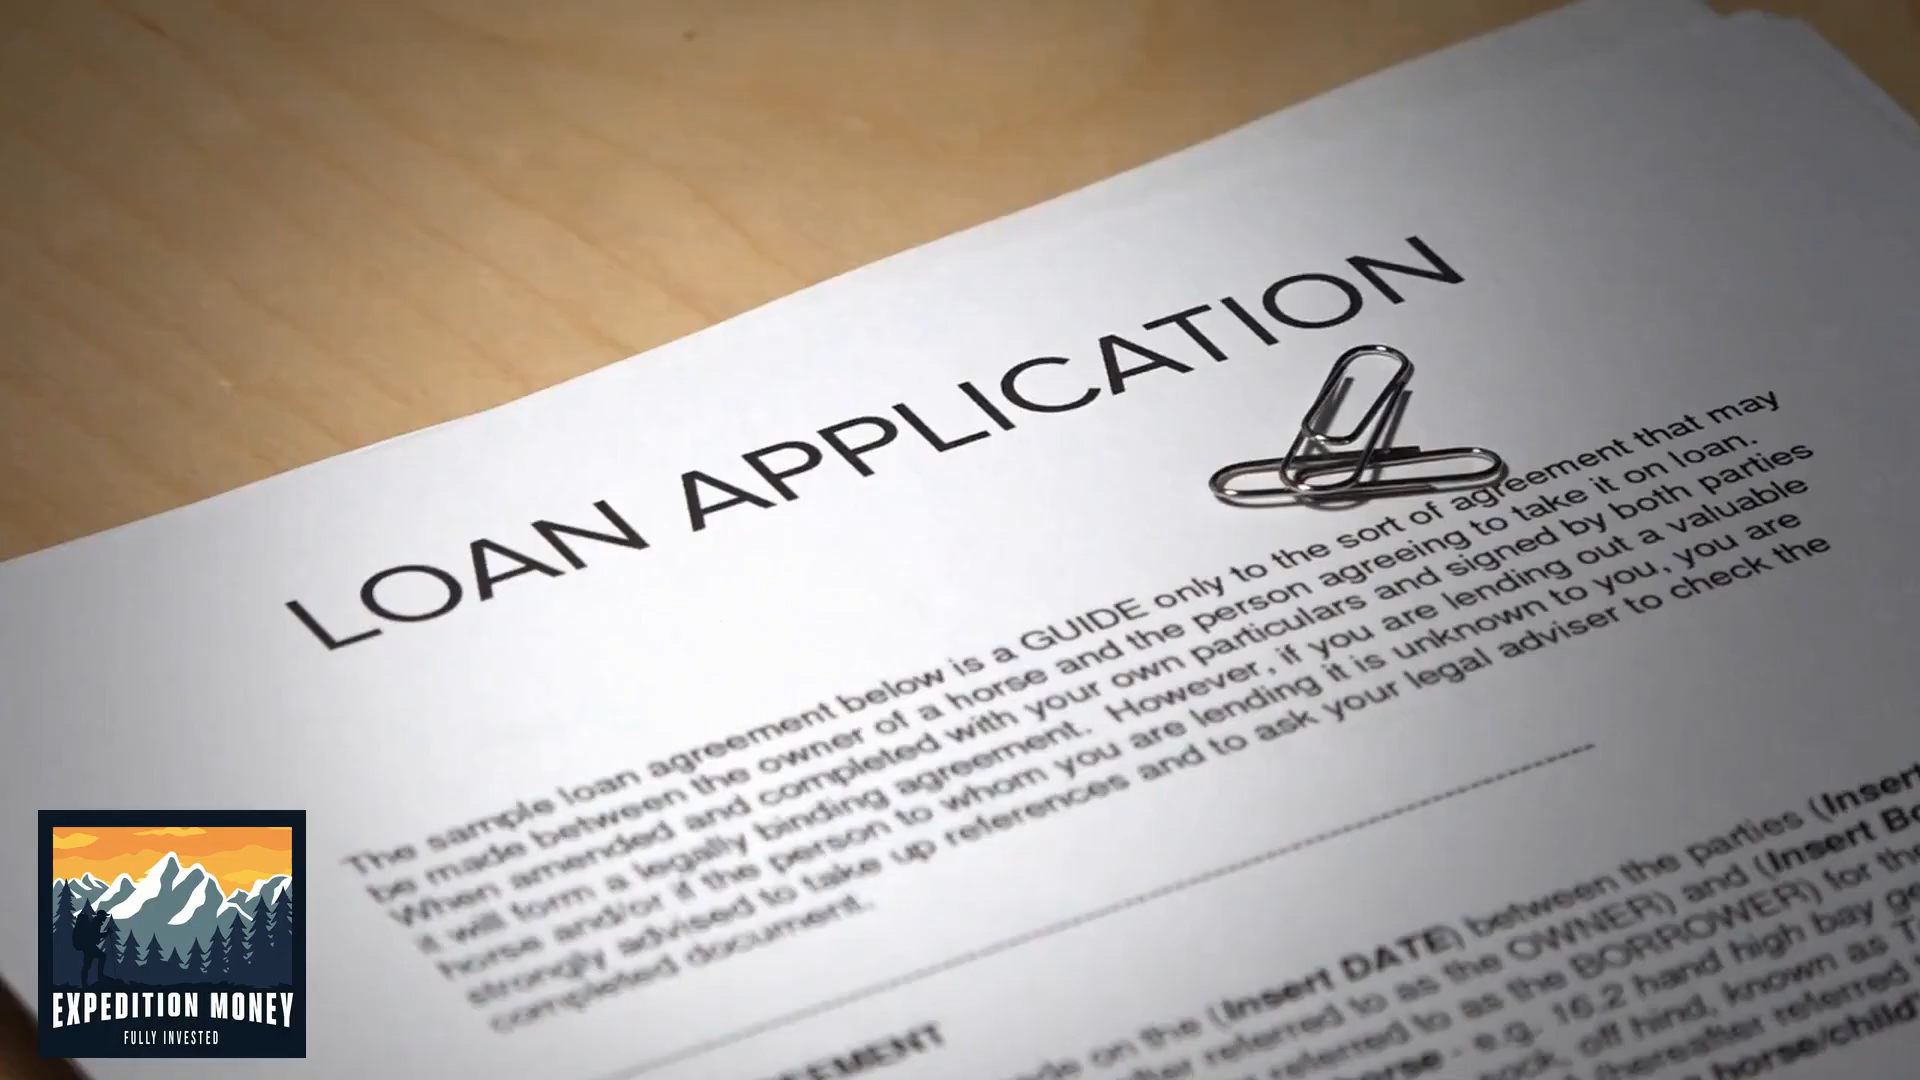 LOAN APPLICATION
The sample loan agreement below is a GUIDE only to the sort of agreement that may
be made between the owner of a horse and the person agreeing to take it on loan.
When amended and completed with your own particulars and signed by both parties
it will form a legally binding agreement. However, if you are lending out a valuable
horse and/or if the person to whom you are lending it is unknown to you, you are
strongly advised to take up references and to ask your legal adviser to check the
completed document.
on the (Insert DATE) between the parties (Insert
referred to as the OWNER) and (Insert
referred to as the BORROWER) for the
- e.g. 16.2 hand high bay
off hind, known as
(hereafter referred
horse/child'
EXPEDITION MONEY
FULLY INVESTED